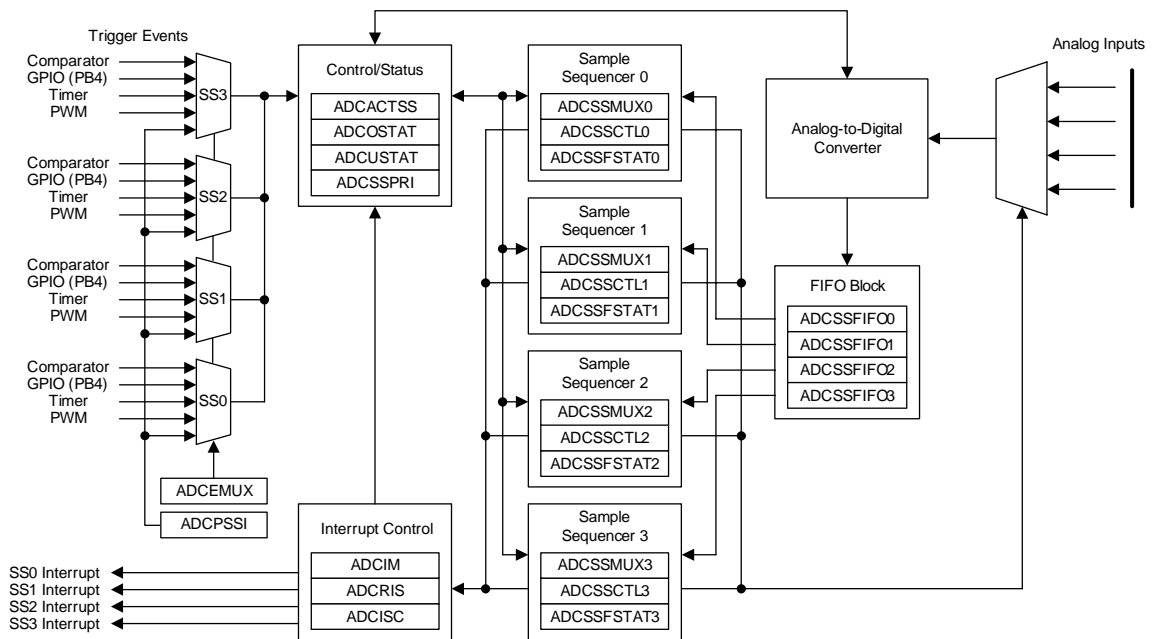 Trigger Events
Comparator
GPIO (PB4)
Timer
PWM
SS3
Comparator
GPIO (PB4)
Timer
PWM
SS2
Comparator
GPIO (PB4)
Timer
PWM
SS1
Comparator
GPIO (PB4)
Timer
PWM
SS0
ADCEMUX
ADCPSSI
SS0 Interrupt
SS1 Interrupt
SS2 Interrupt
SS3 Interrupt
Control/Status
ADCACTSS
ADCOSTAT
ADCUSTAT
ADCSSPRI
Interrupt Control
ADCIM
ADCRIS
ADCISC
Sample
Sequencer 0
ADCSSMUX0
ADCSSCTL0
ADCSSFSTAT0
Sample
Sequencer 1
ADCSSMUX1
ADCSSCTL1
ADCSSFSTAT1
Sample
Sequencer 2
ADCSSMUX2
ADCSSCTL2
ADCSSFSTAT2
Sample
Sequencer 3
ADCSSMUX3
ADCSSCTL3
ADCSSFSTAT3
Analog-to-Digital
Converter
FIFO Block
ADCSSFIFO0
ADCSSFIFO1
ADCSSFIFO2
ADCSSFIFO3
Analog Inputs